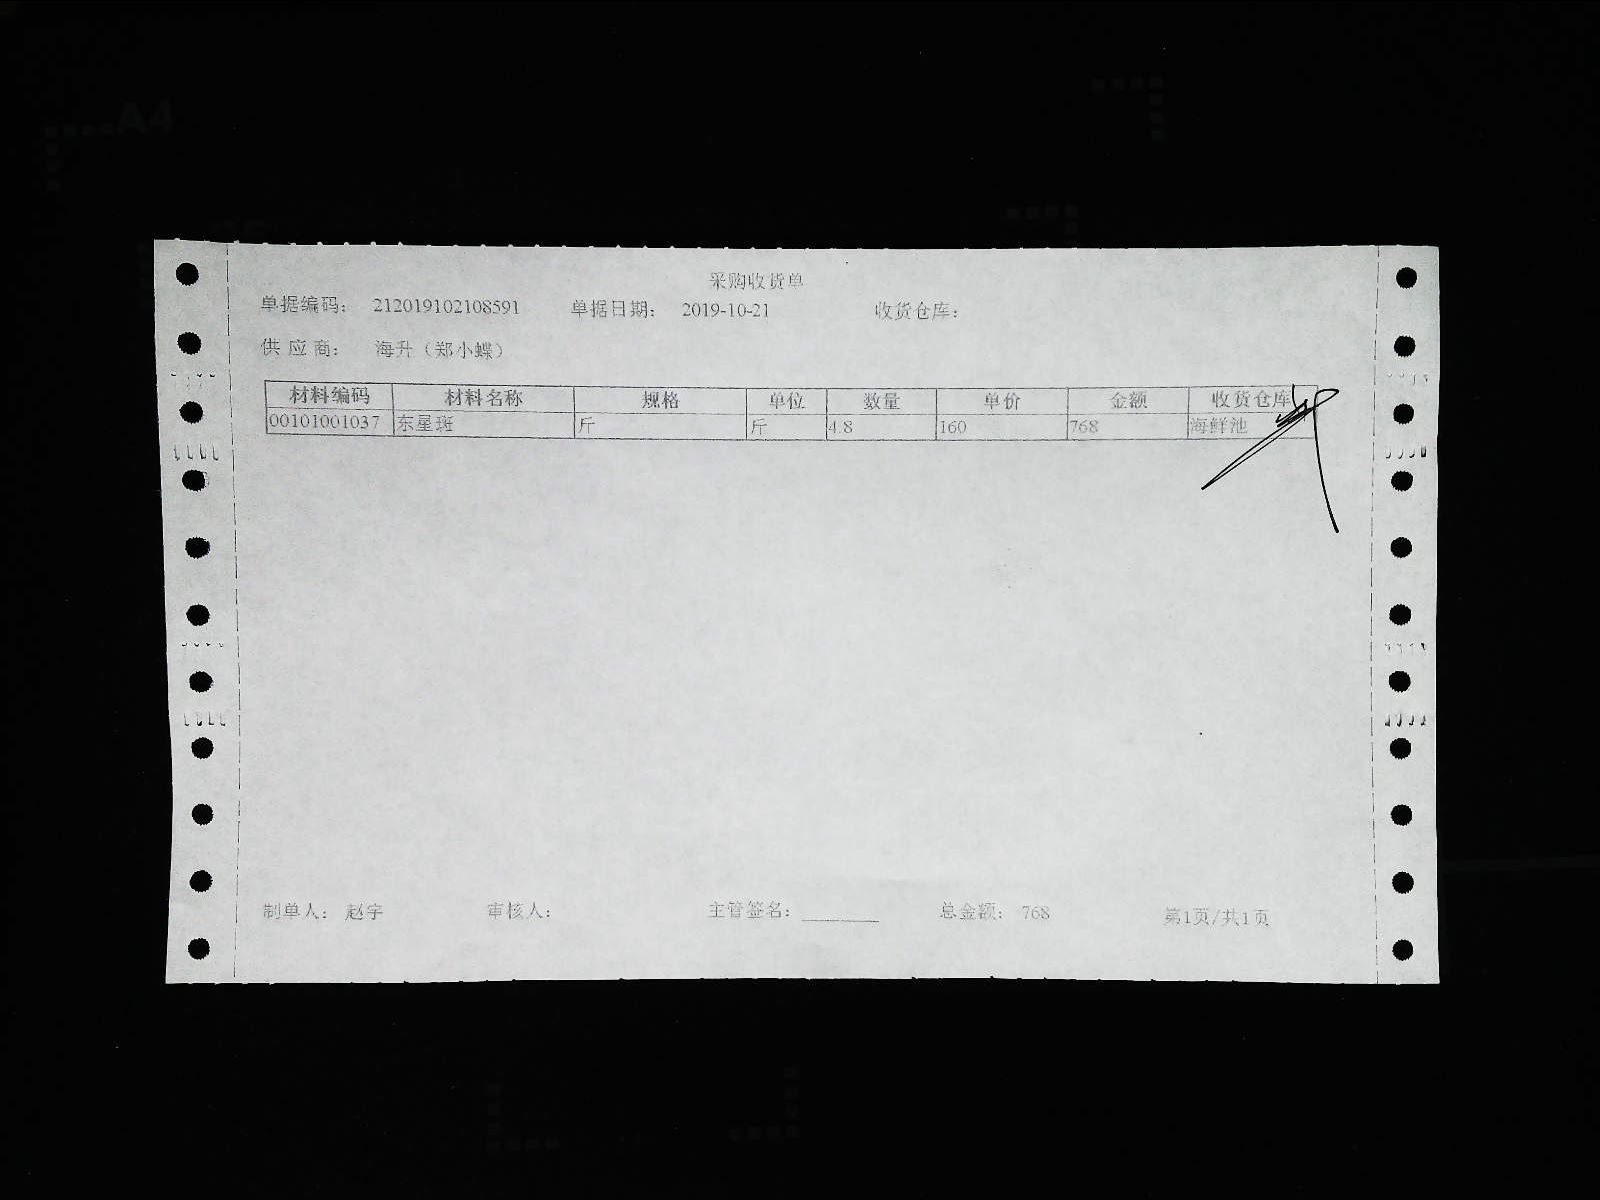 采购收货单
单据编码： 212019102108591 单据日期： 2019-10-21 收货仓库：
供 应 商： 海升（郑小蝶）
材料编码 材料名称 规格 单位 数量 单价 金额 收货仓库
00101001037 东星斑 斤 斤 4.8 160 768 海鲜池
制单人： 赵宇 审核人： 主管签名：________ 总金额： 768 第1页/共1页